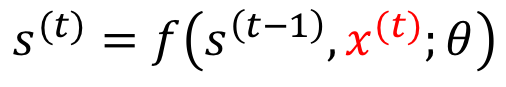 s^{(t)} = f(s^{(t-1)}, x^{(t)}; θ)